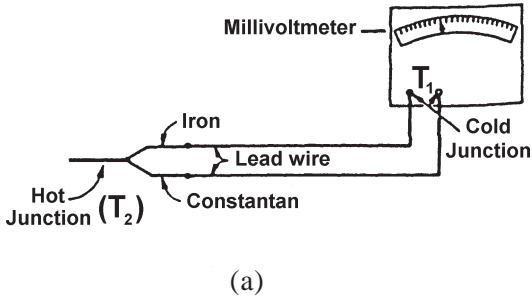 Millivoltmeter
T1
Iron
Cold
Junction
Lead wire
Hot
Junction (T2)
Constantan
(a)